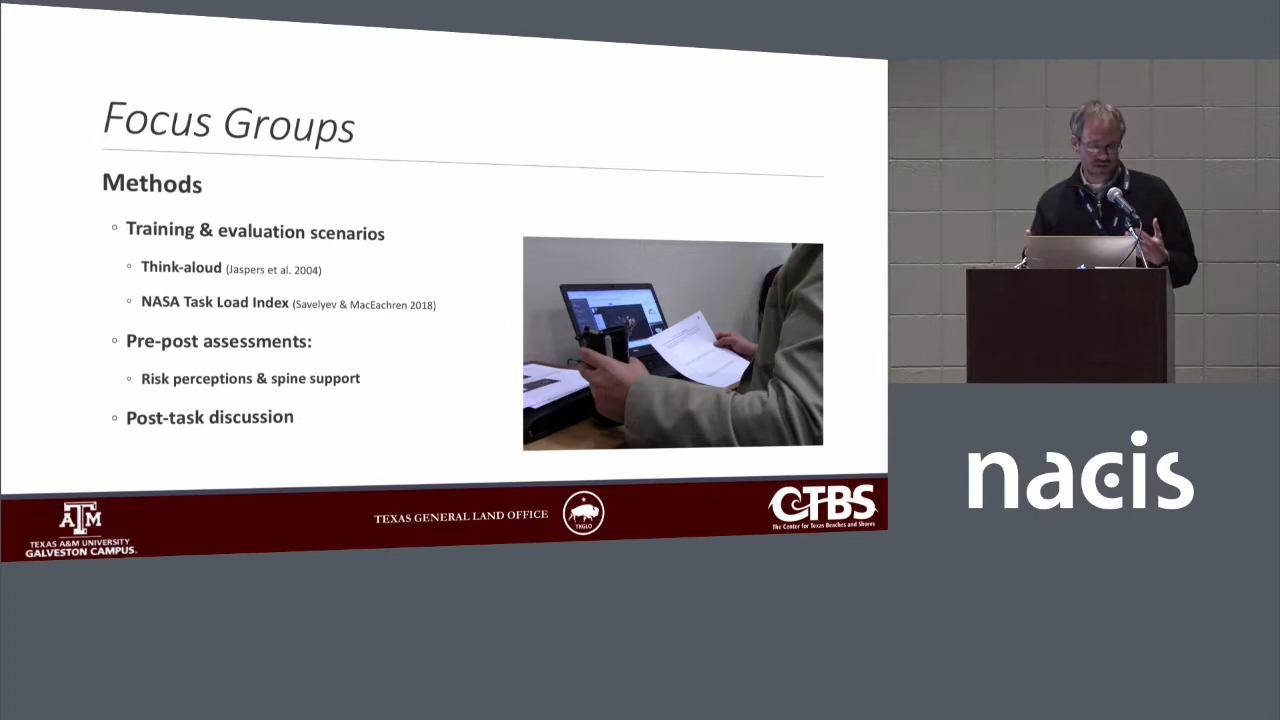 Focus Groups
Methods
Training & evaluation scenarios
Think-aloud (Jaspers et al. 2004)
NASA Task Load Index (Savelyev & MacEachren 2018)
Pre-post assessments:
Risk perceptions & spine support
Post-task discussion
ATM
TEXAS A&M UNIVERSITY
GALVESTON CAMPUS.
TEXAS GENERAL LAND OFFICE
TXGLO
CTBS
The Center for Texas Beaches and Shores
nacis